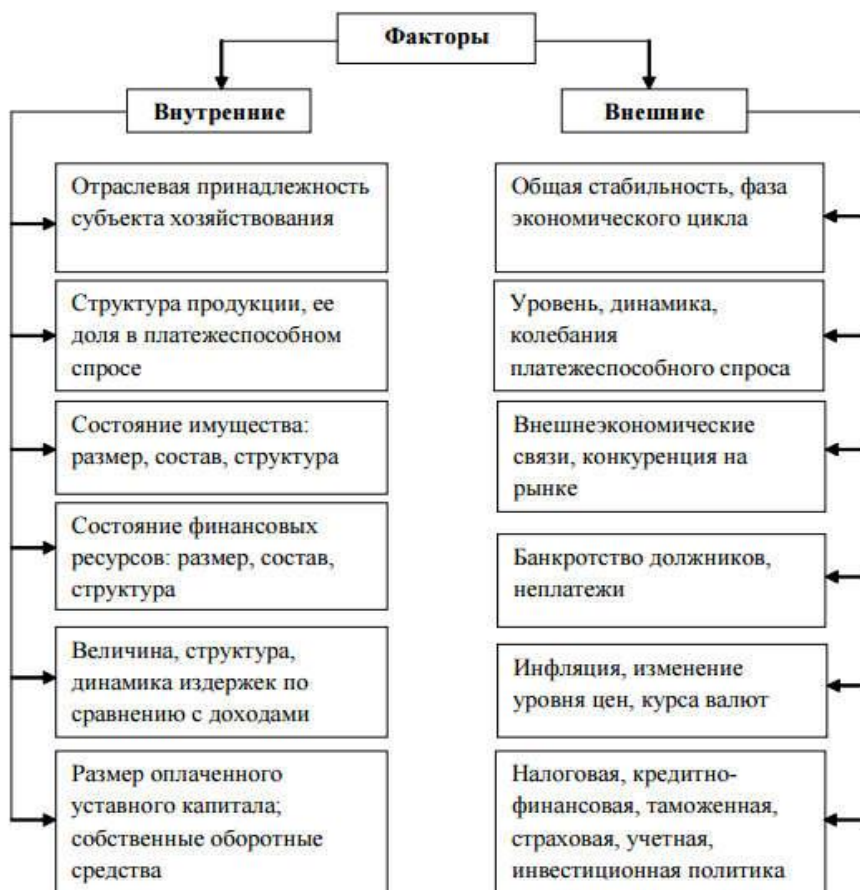 Факторы
Внутренние
Внешние
Отраслевая принадлежность
субъекта хозяйствования
Структура продукции, ее
доля в платежеспособном
спросе
Состояние имущества:
размер, состав, структура
Состояние финансовых
ресурсов: размер, состав,
структура
Величина, структура,
динамика издержек по
сравнению с доходами
Размер оплаченного
уставного капитала;
собственные оборотные
средства
Общая стабильность, фаза
экономического цикла
Уровень, динамика,
колебания
платежеспособного спроса
Внешнеэкономические
связи, конкуренция на
рынке
Банкротство должников,
неплатежи
Инфляция, изменение
уровня цен, курса валют
Налоговая, кредитно-
финансовая, таможенная,
страховая, учетная,
инвестиционная политика